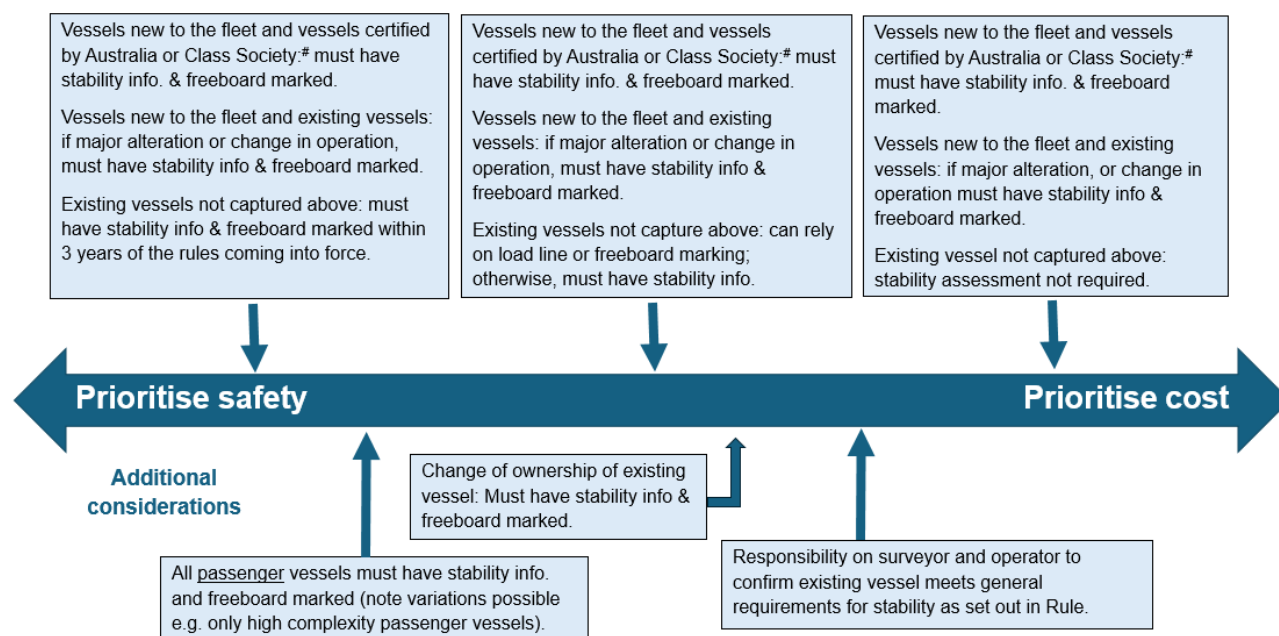 Vessels new to the fleet and vessels certified
by Australia or Class Society:# must have
stability info. & freeboard marked.
Vessels new to the fleet and existing vessels:
if major alteration or change in operation,
must have stability info & freeboard marked.
Existing vessels not captured above: must
have stability info & freeboard marked within
3 years of the rules coming into force.
Vessels new to the fleet and vessels
certified by Australia or Class Society:# must
have stability info. & freeboard marked.
Vessels new to the fleet and existing
vessels: if major alteration or change in
operation, must have stability info &
freeboard marked.
Existing vessels not capture above: can rely
on load line or freeboard marking;
otherwise, must have stability info.
Vessels new to the fleet and vessels
certified by Australia or Class Society:#
must have stability info. & freeboard
marked.
Vessels new to the fleet and existing
vessels: if major alteration, or change in
operation must have stability info &
freeboard marked.
Existing vessel not captured above:
stability assessment not required.
Prioritise safety
Prioritise cost
Additional
considerations
Change of ownership of existing
vessel: Must have stability info &
freeboard marked.
All passenger vessels must have stability info.
and freeboard marked (note variations possible
e.g. only high complexity passenger vessels).
Responsibility on surveyor and operator to
confirm existing vessel meets general
requirements for stability as set out in Rule.